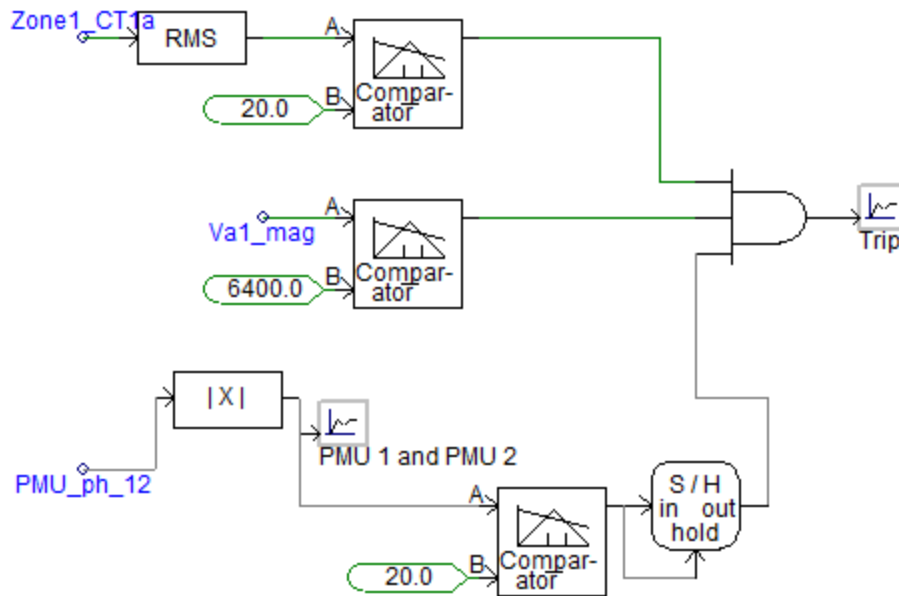 Zone1_CT1a
RMS
A
B
20.0
Compar-
ator
Va1_mag
A
B
6400.0
Compar-
ator
Trip
|X|
PMU 1 and PMU 2
PMU_ph_12
A
B
20.0
Compar-
ator
S / H
in out
hold